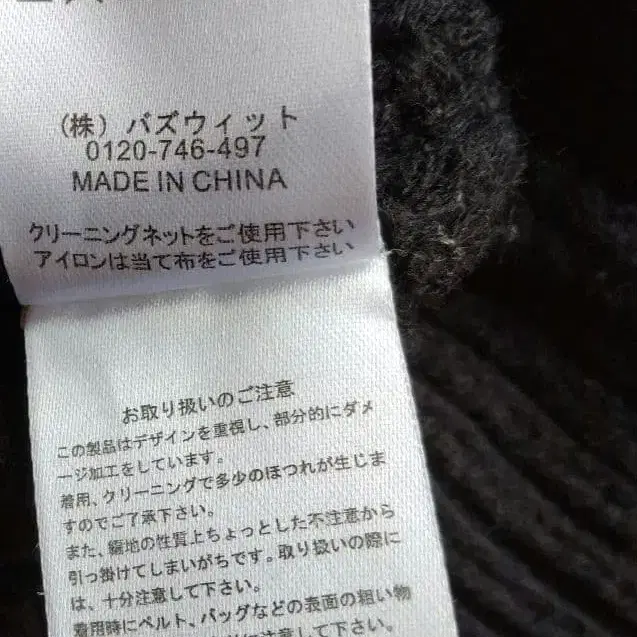 (株)バズウィット
0120-746-497
MADE IN CHINA
クリーニングネットをご使用下さい
アイロンは当て布をご使用下さい
お取り扱いのご注意
この製品はデザインを重視し、部分的にダメ
ージ加工をしています。
着用、クリーニングで多少のほつれが生じま
すのでご了承下さい。
また、編地の性質上ちょっとした不注意から
引っ掛けてしまいがちです。取り扱いの際に
は、十分注意して下さい。
着用時にベルト、バッグなどの表面の粗い物
注意して下さい。